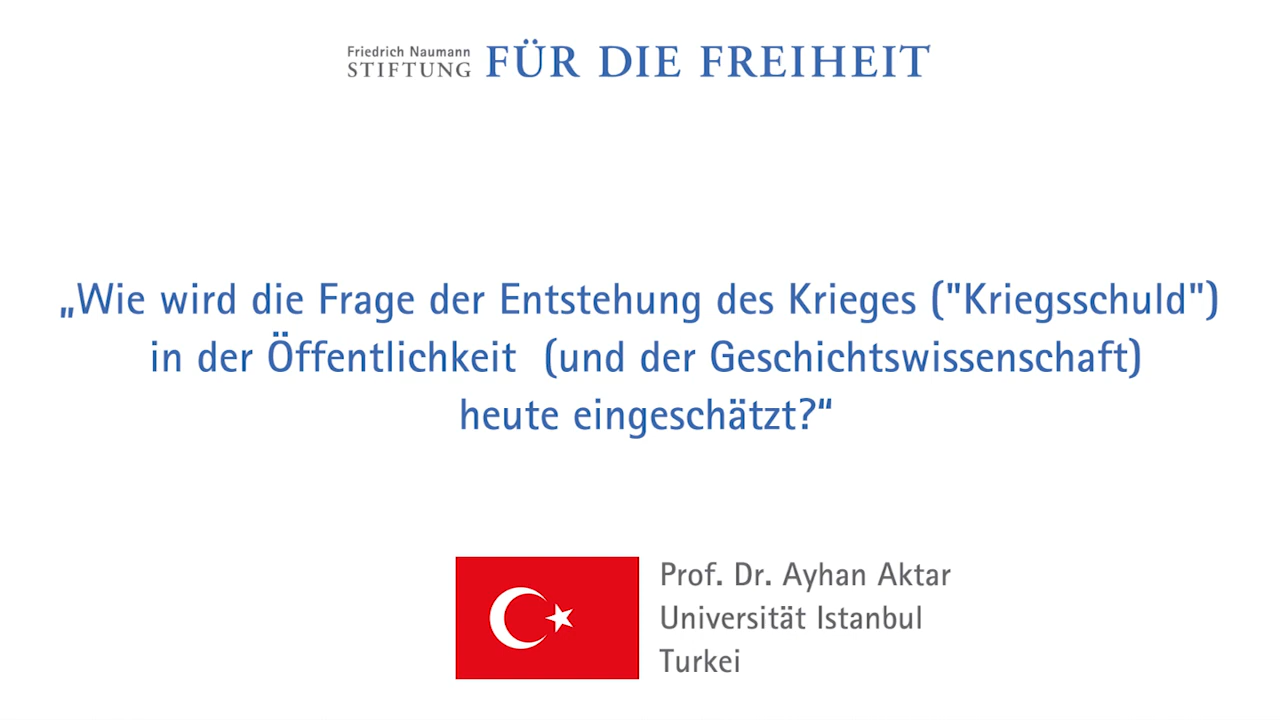 Friedrich Naumann
STIFTUNG FÜR DIE FREIHEIT
„Wie wird die Frage der Entstehung des Krieges ("Kriegsschuld")
in der Öffentlichkeit (und der Geschichtswissenschaft)
heute eingeschätzt?“
Prof. Dr. Ayhan Aktar
Universität Istanbul
Turkei